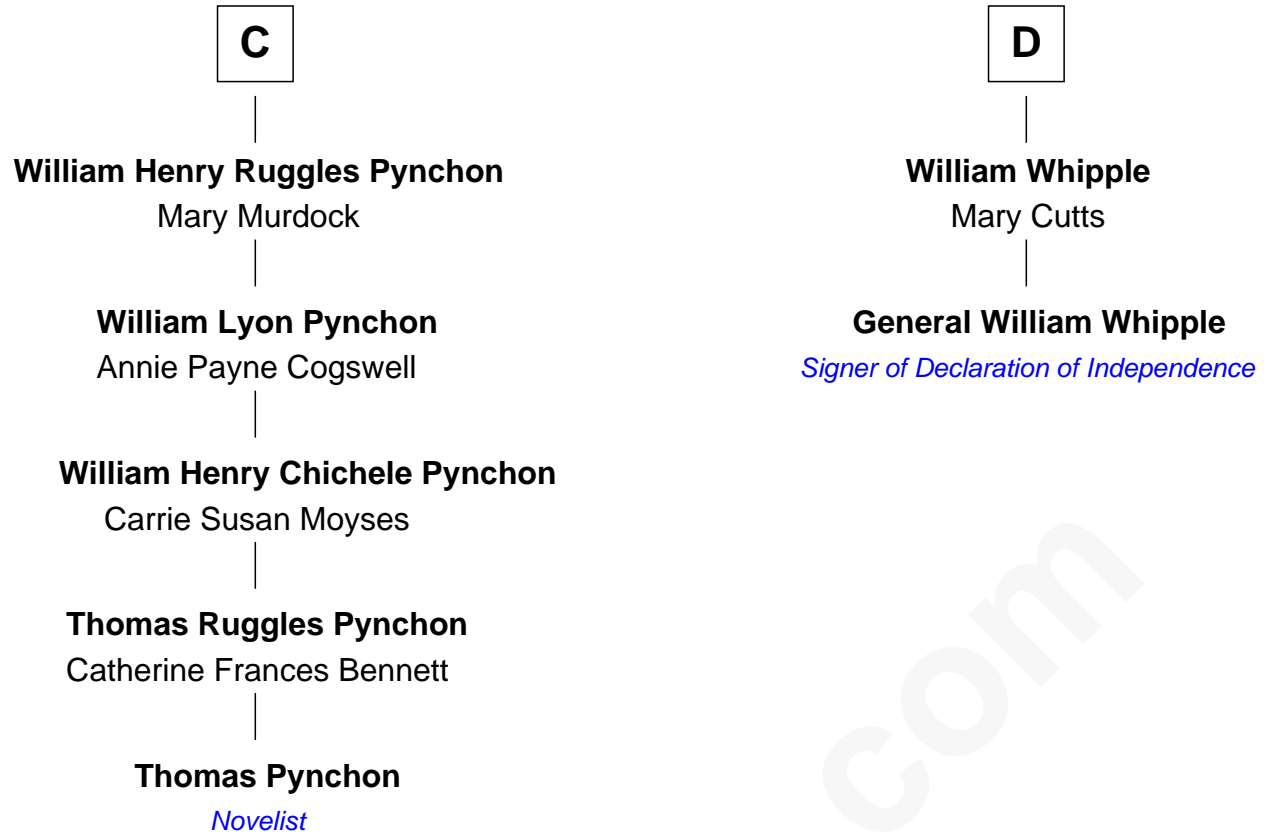 C
William Henry Ruggles Pynchon
Mary Murdock
William Lyon Pynchon
Annie Payne Cogswell
William Henry Chichele Pynchon
Carrie Susan Moyses
Thomas Ruggles Pynchon
Catherine Frances Bennett
Thomas Pynchon
Novelist
D
William Whipple
Mary Cutts
General William Whipple
Signer of Declaration of Independence
com